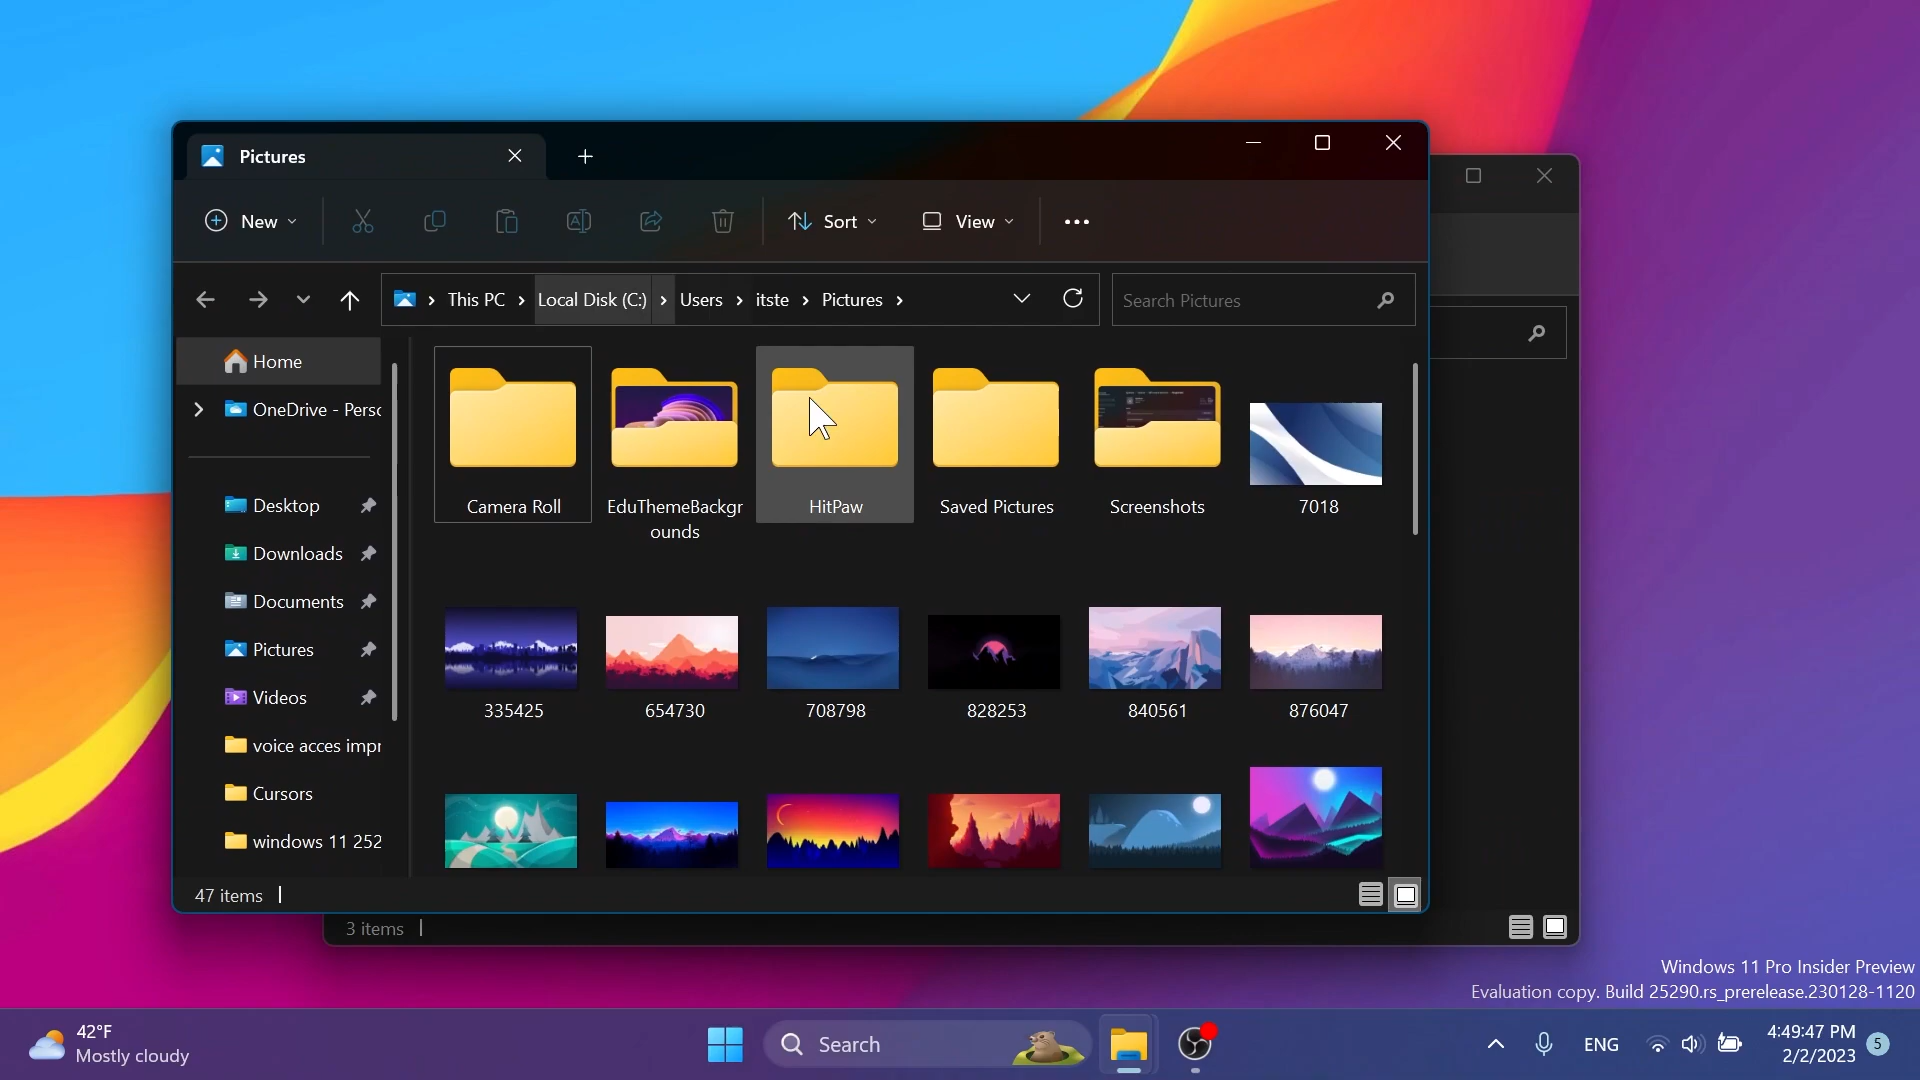 Pictures
New
Sort
View
This PC
Local Disk (C:)
Users
itste
Pictures
Search Pictures
Home
OneDrive - Perso
Desktop
Downloads
Documents
Pictures
Videos
voice acces impr
Cursors
windows 11 252
Camera Roll
EduThemeBackgr
ounds
HitPaw
Saved Pictures
Screenshots
7018
335425
654730
708798
828253
840561
876047
47 items
3 items
Windows 11 Pro Insider Preview
Evaluation copy. Build 25290.rs_prerelease.230128-1120
42°F
Mostly cloudy
Search
ENG
4:49:47 PM
2/2/2023
5